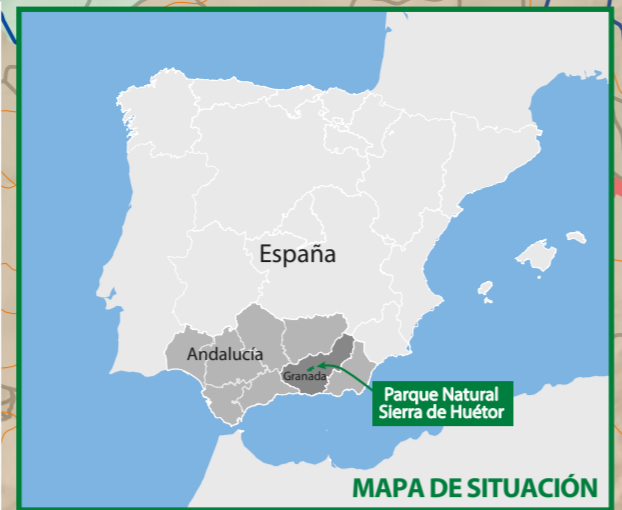 España
Andalucía
Granada
Parque Natural
Sierra de Huétor
MAPA DE SITUACIÓN